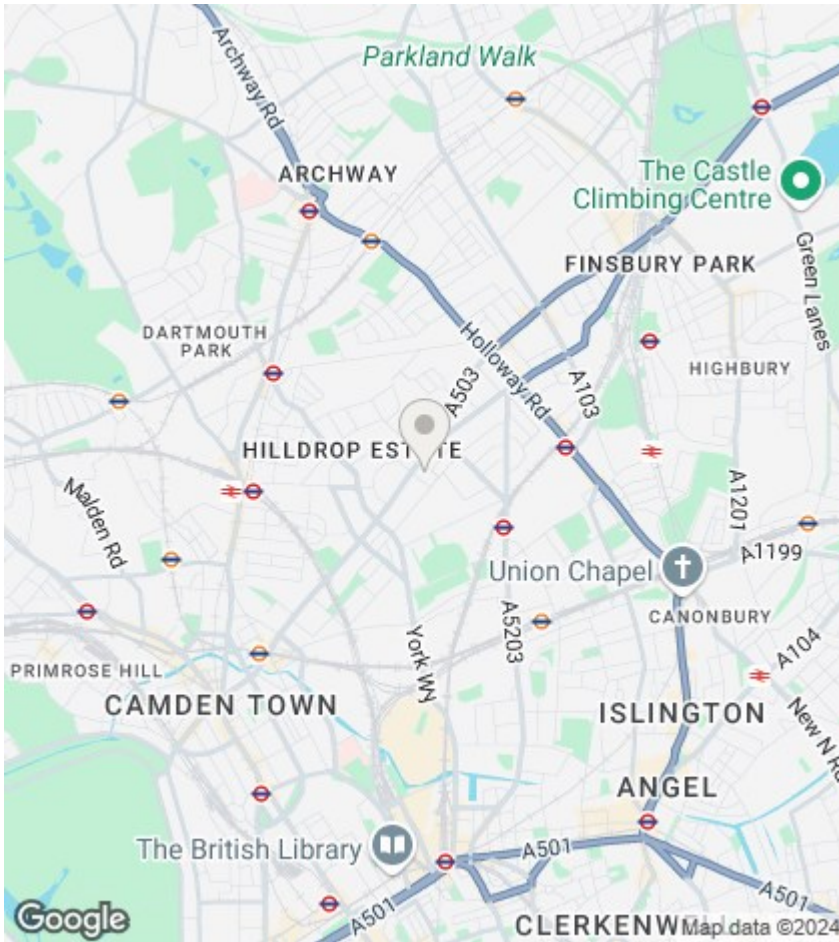 Archway Rd
Parkland Walk
ARCHWAY
The Castle
Climbing Centre
FINSBURY PARK
Green Lanes
DARTMOUTH
PARK
Holloway Rd
A103
HIGHBURY
A503
HILLDROP ESTATE
Malden Rd
A1201
A1199
Union Chapel
CANONBURY
York Wy
A5203
A104
PRIMROSE HILL
CAMDEN TOWN
ISLINGTON
New N Rd
ANGEL
The British Library
A501
A501
A501
Google
CLERKENW
Map data ©2024